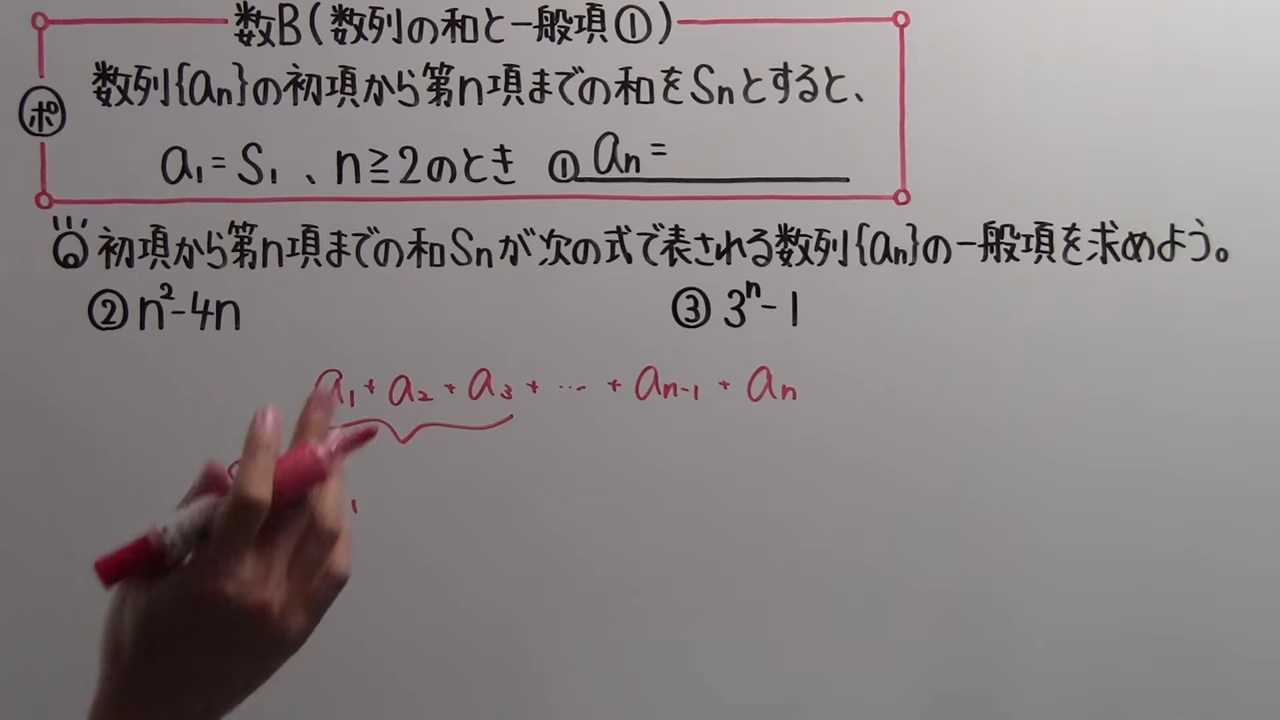 数B(数列の和と一般項①)
ポ
数列{an}の初項から第n項までの和をSnとすると、
a₁=S₁、n≧2のとき ①an=
Q 初項から第n項までの和Snが次の式で表される数列{an}の一般項を求めよう。
②n²-4n ③3ⁿ-1
a₁+a₂+a₃+…+an-1+an